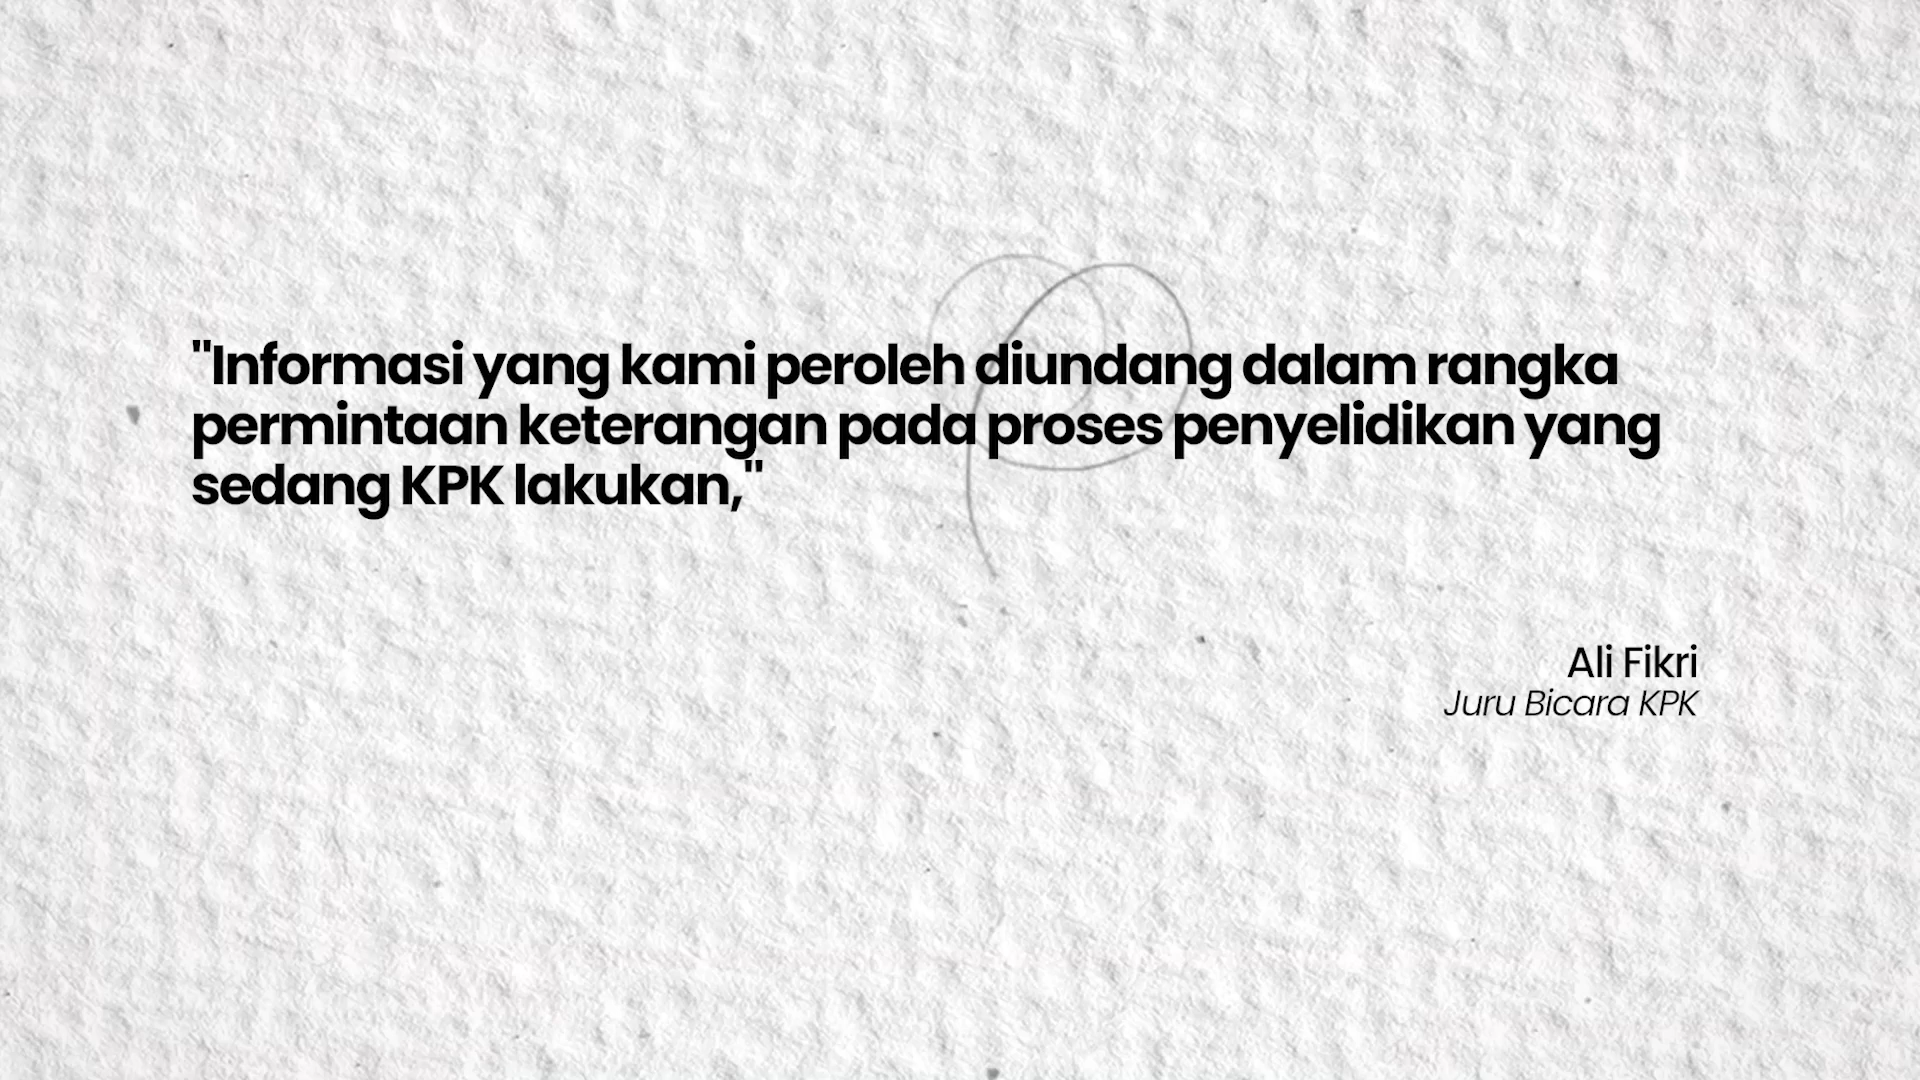 "Informasi yang kami peroleh diundang dalam rangka
permintaan keterangan pada proses penyelidikan yang
sedang KPK lakukan,"
Ali Fikri
Juru Bicara KPK